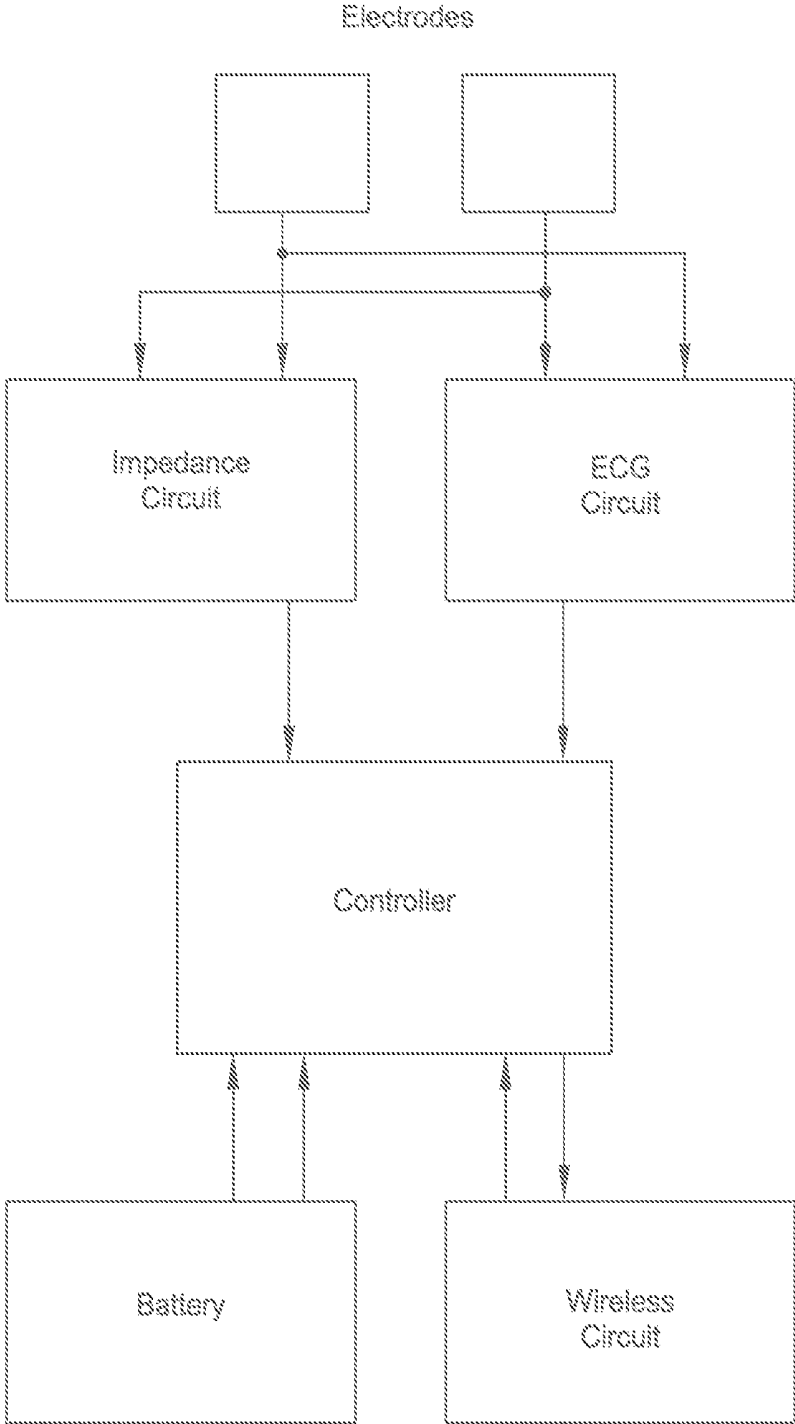 Electrodes
Impedance
Circuit
ECG
Circuit
Controller
Battery
Wireless
Circuit